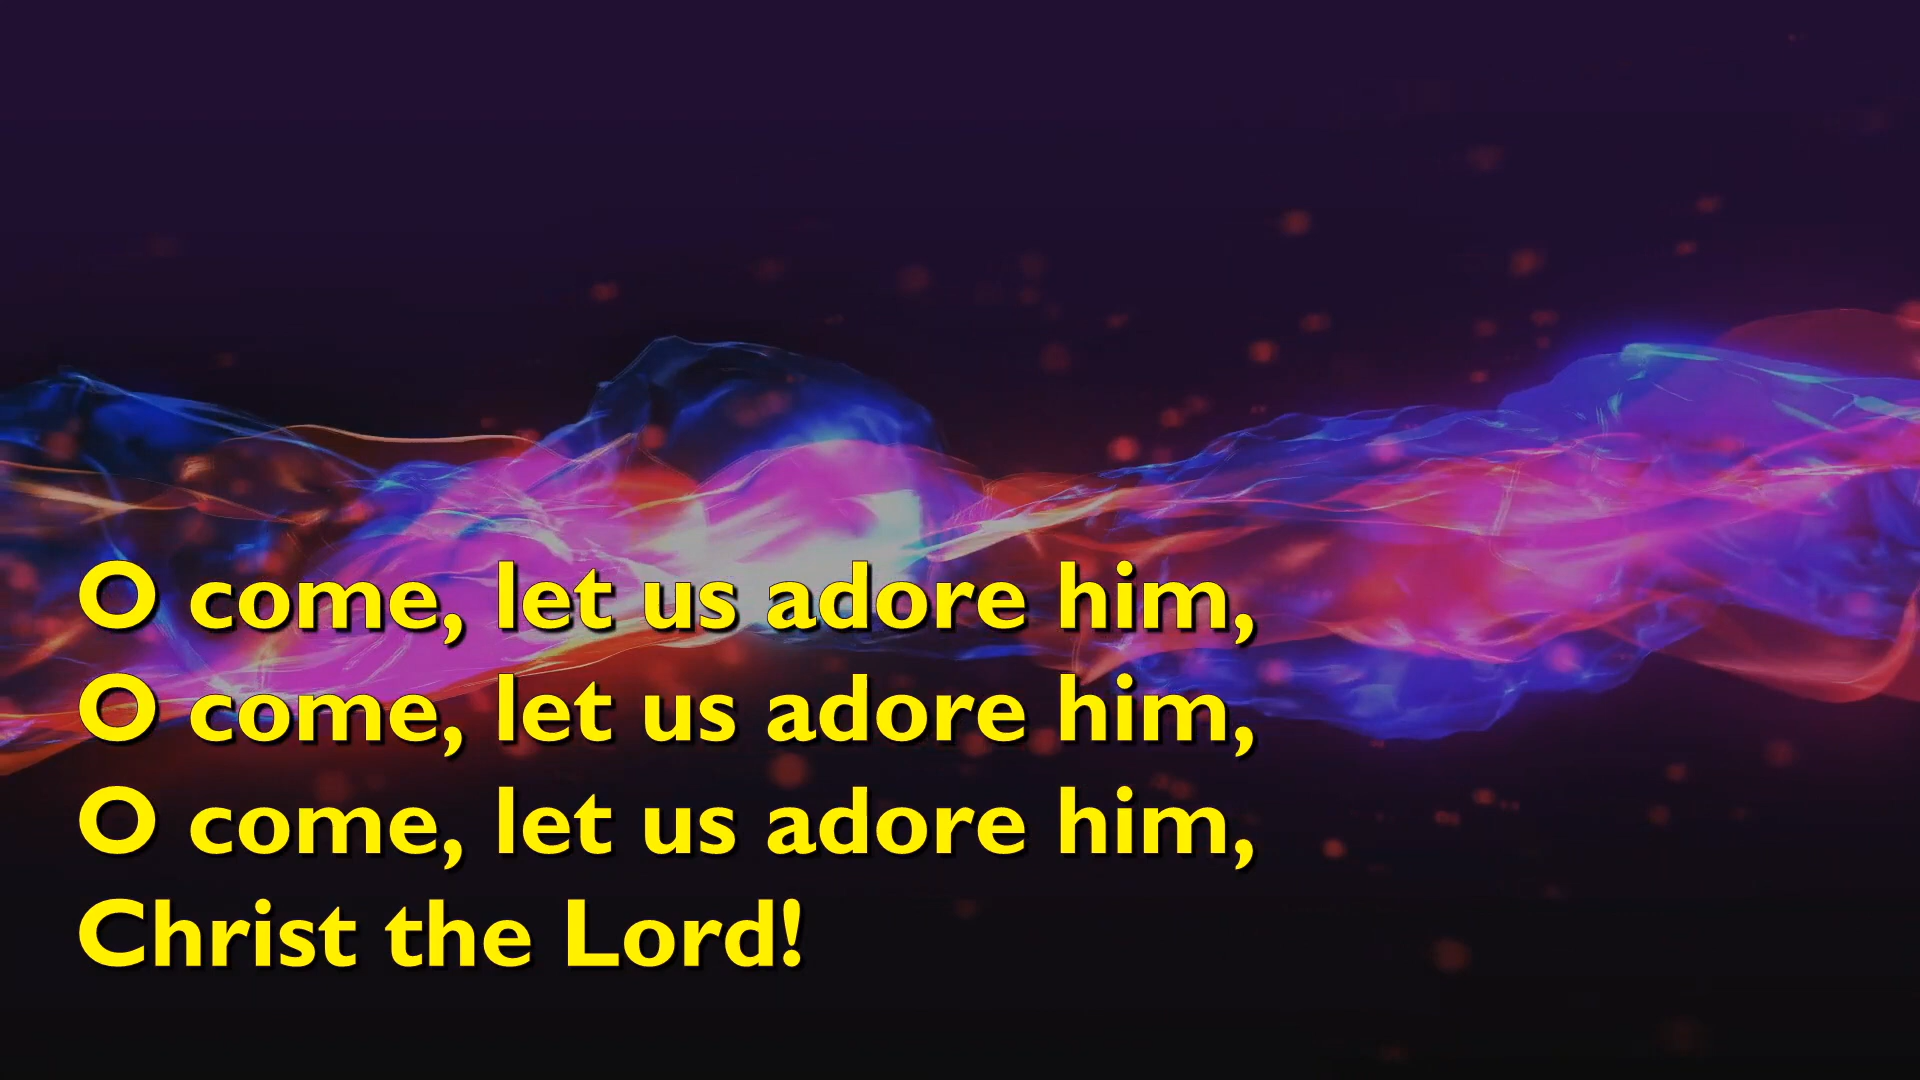 O come, let us adore him,
O come, let us adore him,
O come, let us adore him,
Christ the Lord!